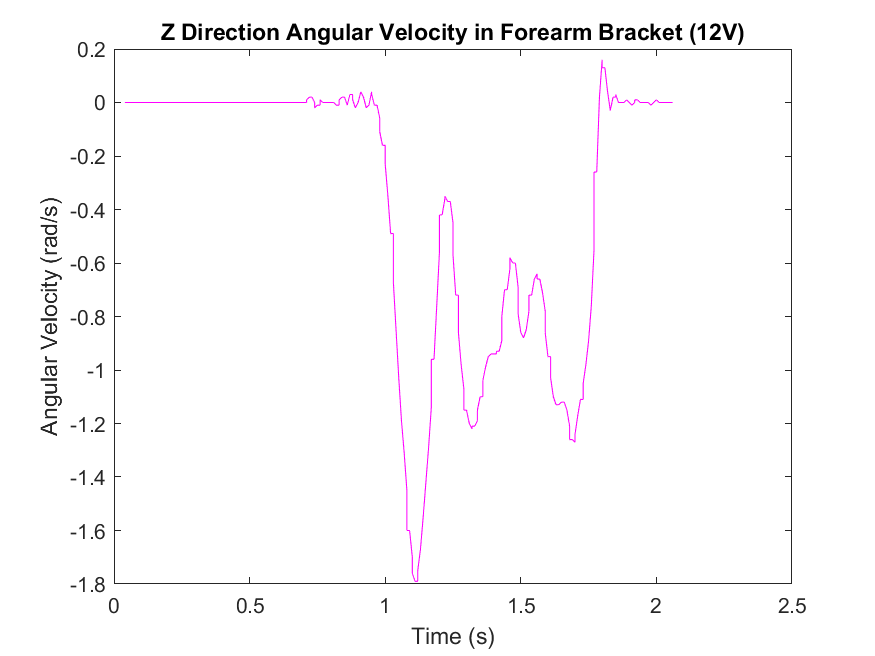 Z Direction Angular Velocity in Forearm Bracket (12V)
0.2
0
-0.2
-0.4
-0.6
-0.8
-1
-1.2
-1.4
-1.6
-1.8
Angular Velocity (rad/s)
0 0.5 1 1.5 2 2.5
Time (s)